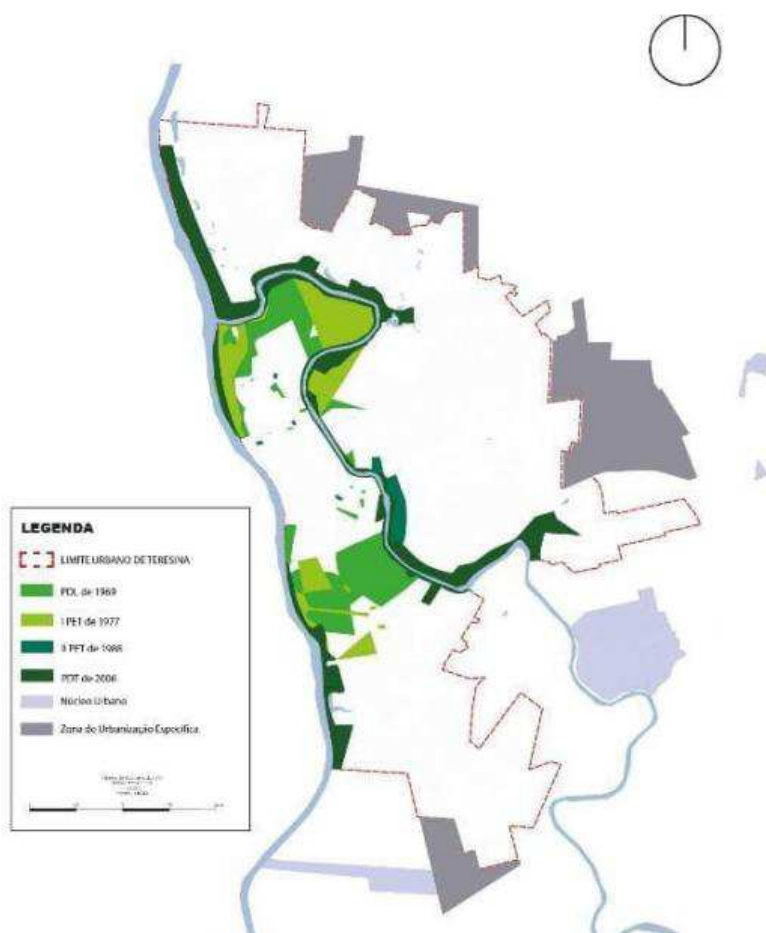 LEGENDA
LIMITE URBANO DE TERESINA
PDL de 1969
I PET de 1977
II PET de 1988
PDT de 2006
Núcleo Urbano
Zona de Urbanização Específica